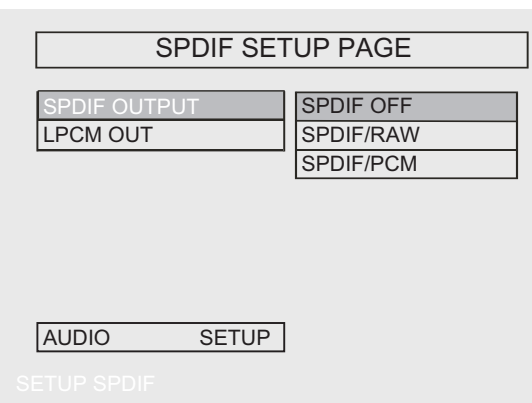 SPDIF SETUP PAGE
SPDIF OUTPUT SPDIF OFF
LPCM OUT SPDIF/RAW
SPDIF/PCM
AUDIO SETUP
SETUP SPDIF